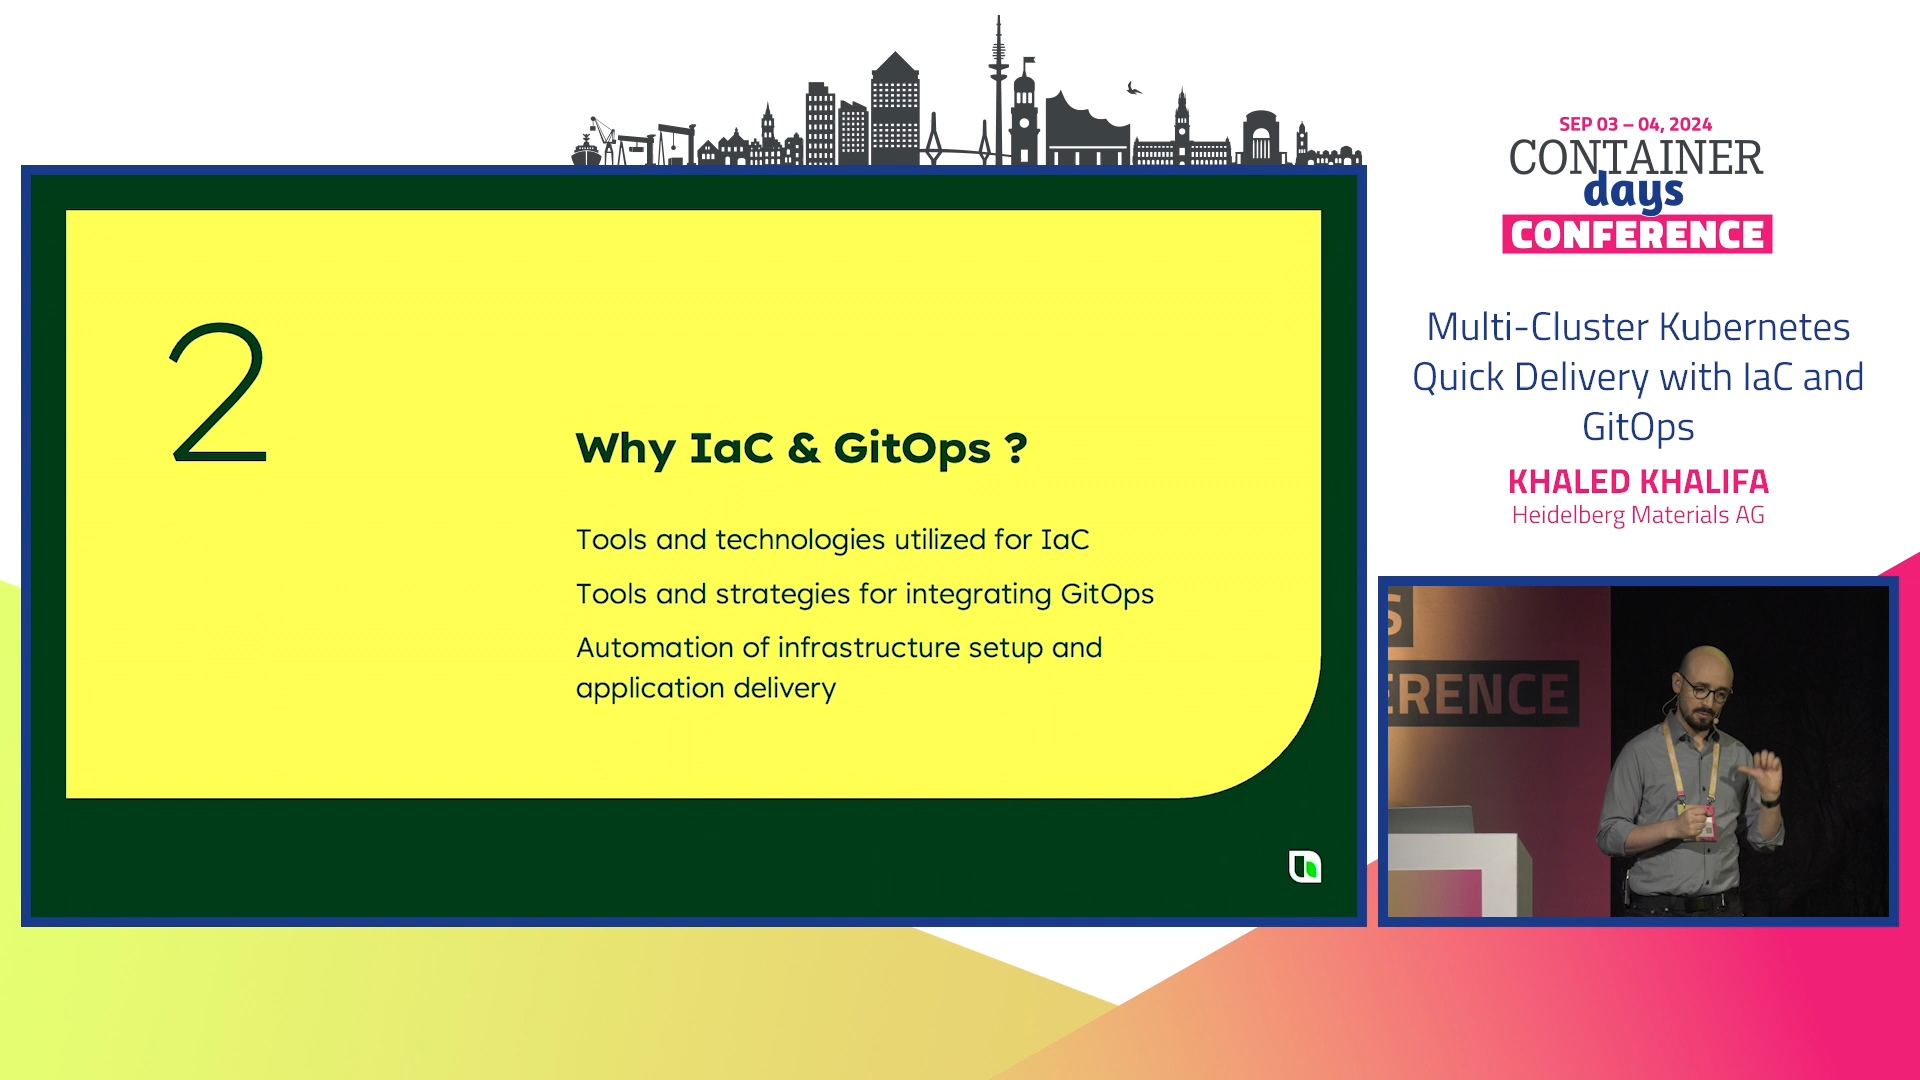 SEP 03 – 04, 2024
CONTAINER
days
CONFERENCE
Multi-Cluster Kubernetes
Quick Delivery with IaC and
GitOps
KHALED KHALIFA
Heidelberg Materials AG
2
Why IaC & GitOps ?
Tools and technologies utilized for IaC
Tools and strategies for integrating GitOps
Automation of infrastructure setup and
application delivery
S
ERENCE